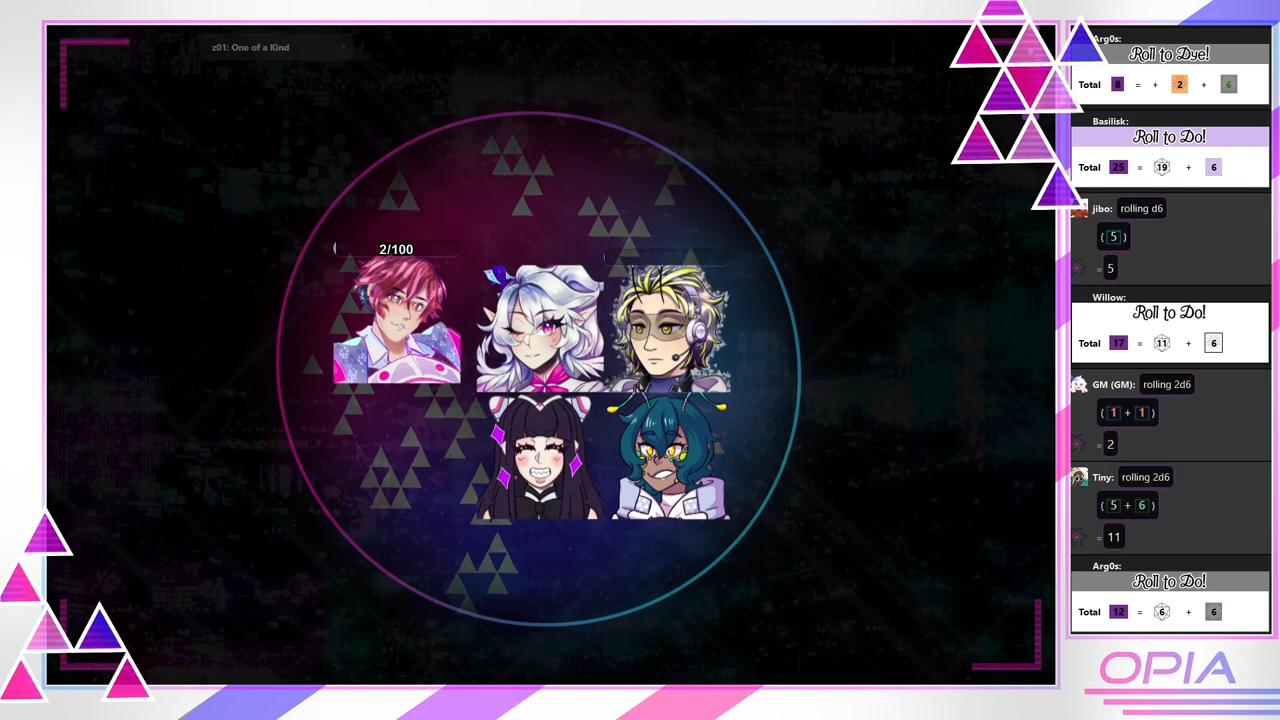 z01: One of a Kind
2/100
Arg0s:
Roll to Dye!
Total 8 = + 2 + 6
Basilisk:
Roll to Do!
Total 25 = 19 + 6
jibo: rolling d6
(5)
= 5
Willow:
Roll to Do!
Total 17 = 11 + 6
GM (GM): rolling 2d6
(1 + 1)
= 2
Tiny: rolling 2d6
(5 + 6)
= 11
Arg0s:
Roll to Do!
Total 12 = 6 + 6
OPIA